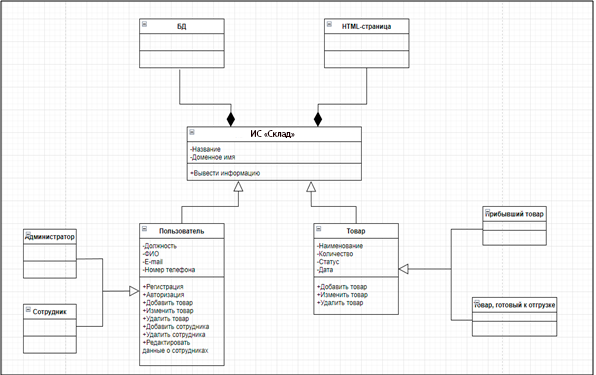 БД
HTML-страница
ИС «Склад»
-Название
-Доменное имя
+Вывести информацию
Пользователь
-Должность
-ФИО
-E-mail
-Номер телефона
+Регистрация
+Авторизация
+Добавить товар
+Изменить товар
+Удалить товар
+Добавить сотрудника
+Удалить сотрудника
+Редактировать
данные о сотрудниках
Товар
-Наименование
-Количество
-Статус
-Дата
+Добавить товар
+Изменить товар
+Удалить товар
Администратор
Сотрудник
Прибывший товар
Товар, готовый к отгрузке